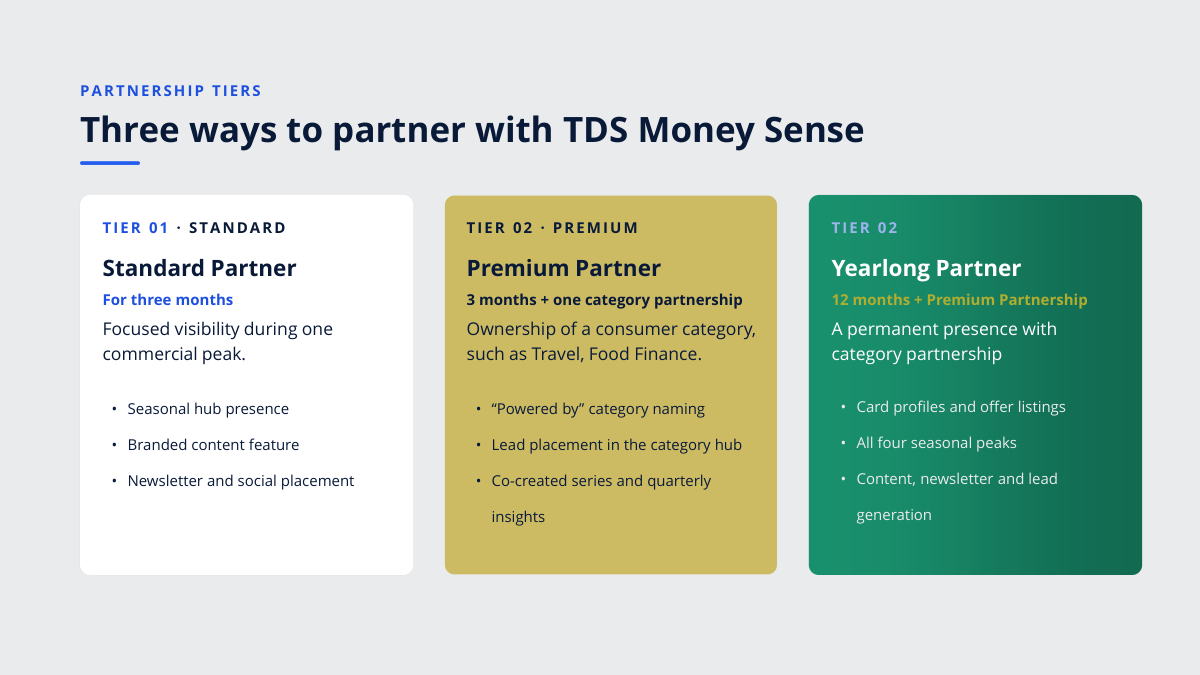 PARTNERSHIP TIERS
Three ways to partner with TDS Money Sense
TIER 01 · STANDARD
Standard Partner
For three months
Focused visibility during one
commercial peak.
• Seasonal hub presence
• Branded content feature
• Newsletter and social placement
TIER 02 · PREMIUM
Premium Partner
3 months + one category partnership
Ownership of a consumer category,
such as Travel, Food Finance.
• “Powered by” category naming
• Lead placement in the category hub
• Co-created series and quarterly
insights
TIER 02
Yearlong Partner
12 months + Premium Partnership
A permanent presence with
category partnership
• Card profiles and offer listings
• All four seasonal peaks
• Content, newsletter and lead
generation